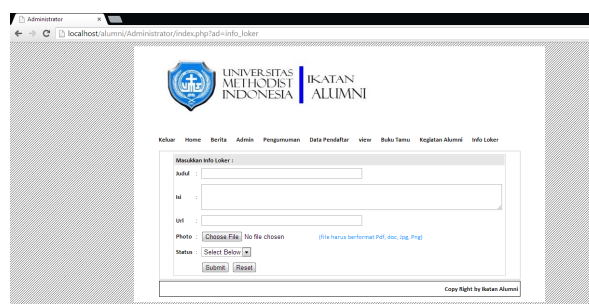 Administrator ×
localhost/alumni/Administrator/index.php?ad=info_loker
UNIVERSITAS
METHODIST
INDONESIA
IKATAN
ALUMNI
Keluar Home Berita Admin Pengumuman Data Pendaftar view Buku Tamu Kegiatan Alumni Info Loker
Masukkan Info Loker :
Judul :
Isi :
Url :
Photo : Choose File No file chosen (file harus berformat Pdf, doc, Jpg, Png)
Status : Select Below
Submit Reset
Copy Right by Ikatan Alumni